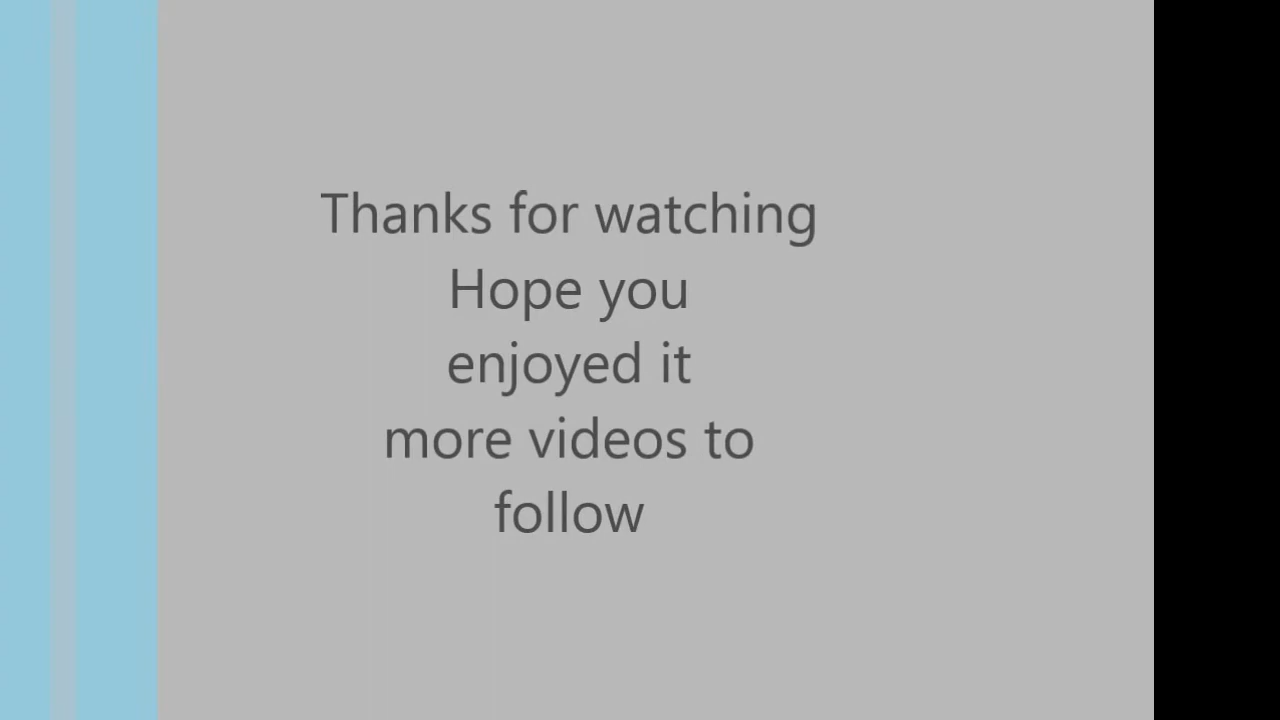 Thanks for watching
Hope you
enjoyed it
more videos to
follow